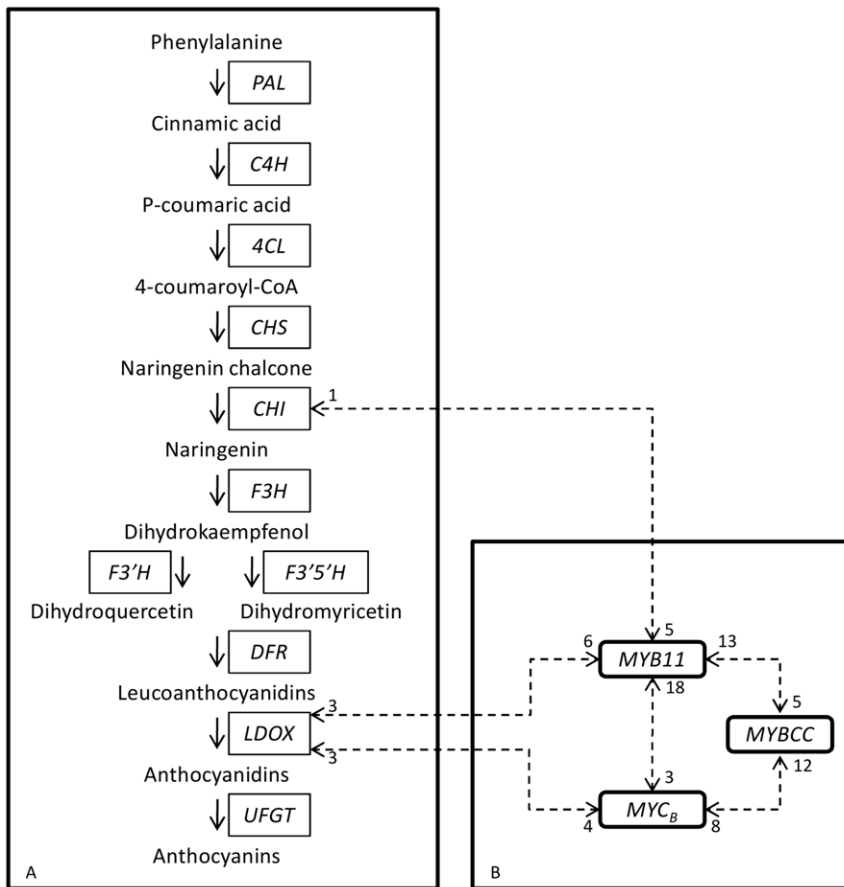 Phenylalanine
PAL
Cinnamic acid
C4H
P-coumaric acid
4CL
4-coumaroyl-CoA
CHS
Naringenin chalcone
CHI
1
Naringenin
F3H
Dihydrokaempfenol
F3'H
F3'5'H
Dihydroquercetin
Dihydromyricetin
DFR
Leucoanthocyanidins
3
LDOX
3
Anthocyanidins
UFGT
Anthocyanins
A
5
6
13
MYB11
18
5
MYBCC
12
3
MYC_B
4
8
B